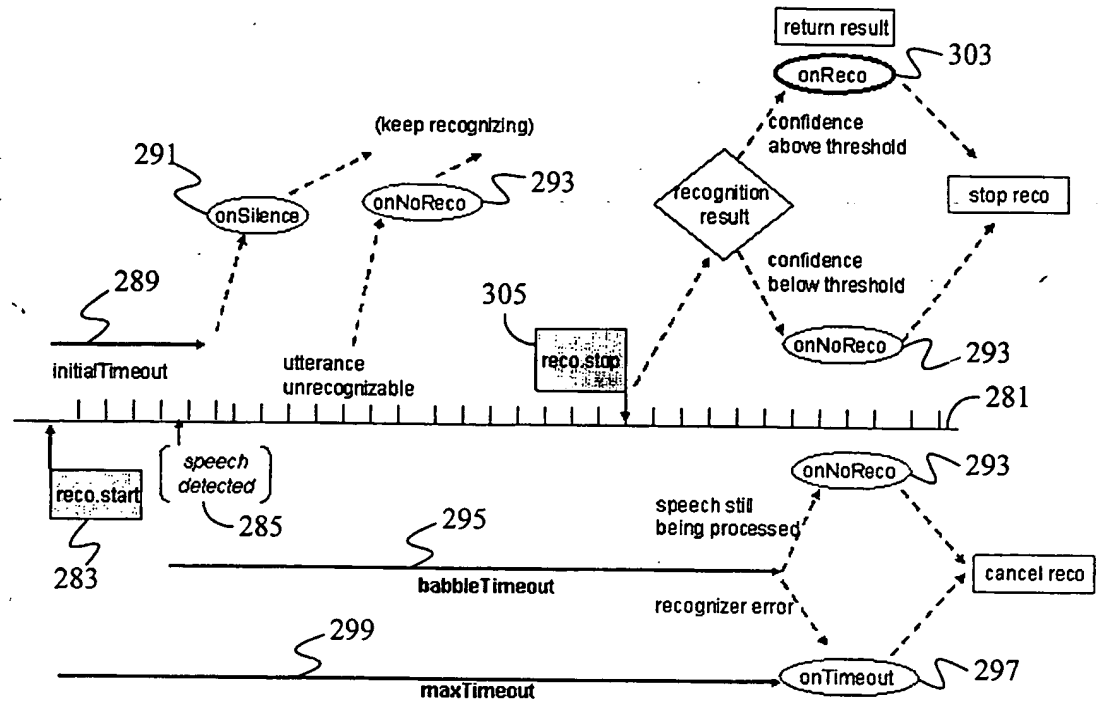 return result
onReco
303
(keep recognizing)
confidence
above threshold
291
onSilence
onNoReco
293
recognition
result
stop reco
289
confidence
below threshold
305
initialTimeout
utterance
unrecognizable
reco.stop
onNoReco
293
281
reco.start
speech
detected
285
283
onNoReco
293
295
speech still
being processed
babbleTimeout
cancel reco
recognizer error
299
maxTimeout
onTimeout
297